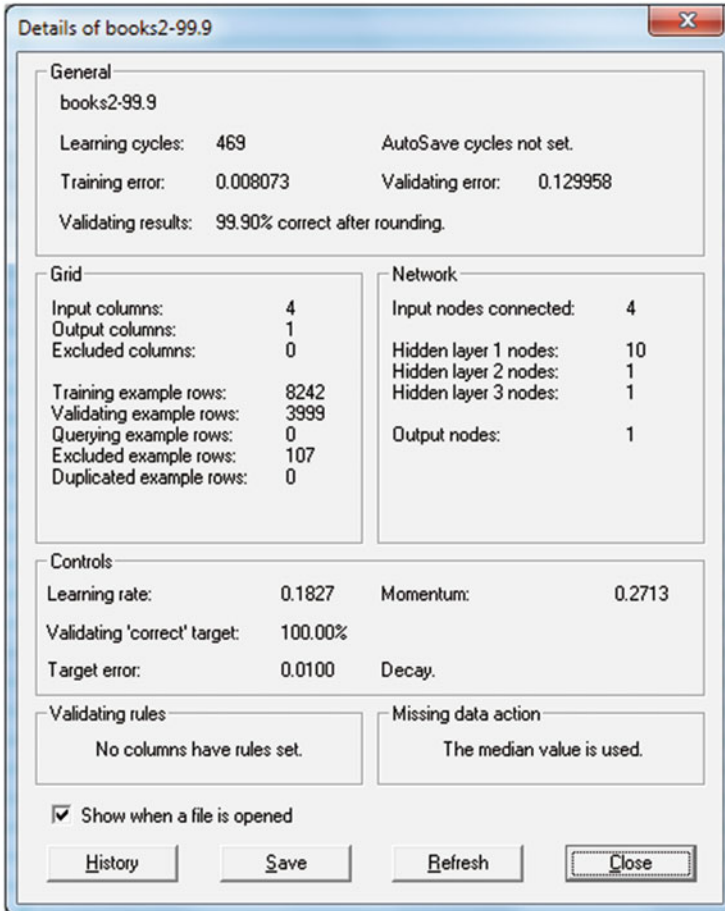 Details of books2-99.9
General
books2-99.9
Learning cycles: 469 AutoSave cycles not set.
Training error: 0.008073 Validating error: 0.129958
Validating results: 99.90% correct after rounding.
Grid
Input columns: 4
Output columns: 1
Excluded columns: 0
Training example rows: 8242
Validating example rows: 3999
Querying example rows: 0
Excluded example rows: 107
Duplicated example rows: 0
Network
Input nodes connected: 4
Hidden layer 1 nodes: 10
Hidden layer 2 nodes: 1
Hidden layer 3 nodes: 1
Output nodes: 1
Controls
Learning rate: 0.1827 Momentum: 0.2713
Validating 'correct' target: 100.00%
Target error: 0.0100 Decay.
Validating rules
No columns have rules set.
Missing data action
The median value is used.
Show when a file is opened
History Save Refresh Close